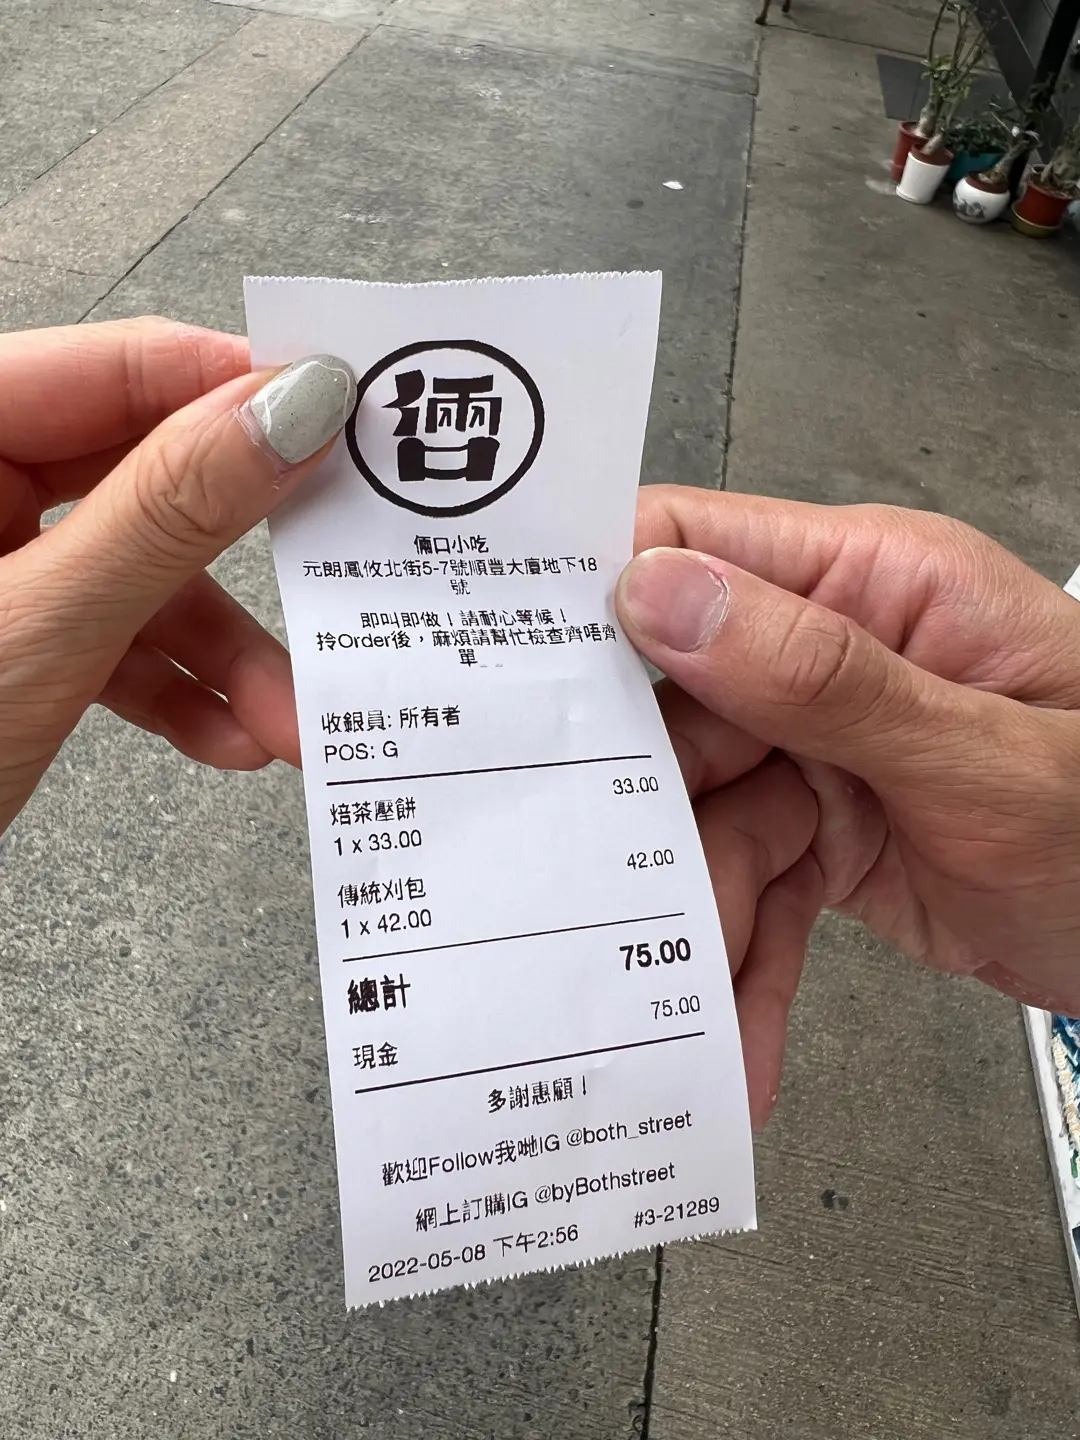 倆口
倆口小吃
元朗鳳攸北街5-7號順豐大廈地下18
號
即叫即做！請耐心等候！
拎Order後，麻煩請幫忙檢查齊唔齊
單_ _
收銀員: 所有者
POS: G
焙茶壓餅 33.00
1 x 33.00
傳統刈包 42.00
1 x 42.00
總計 75.00
現金 75.00
多謝惠顧！
歡迎Follow我哋IG @both_street
網上訂購IG @byBothstreet
2022-05-08 下午2:56 #3-21289